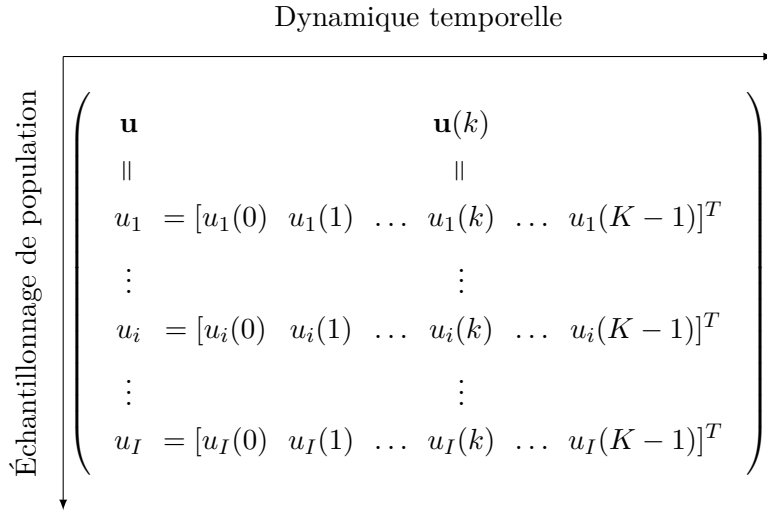 Dynamique temporelle
Échantillonnage de population
𝐮 𝐮(k)
= =
u_1 = [u_1(0) u_1(1) … u_1(k) … u_1(K − 1)]^T
⋮ ⋮
u_i = [u_i(0) u_i(1) … u_i(k) … u_i(K − 1)]^T
⋮ ⋮
u_I = [u_I(0) u_I(1) … u_I(k) … u_I(K − 1)]^T